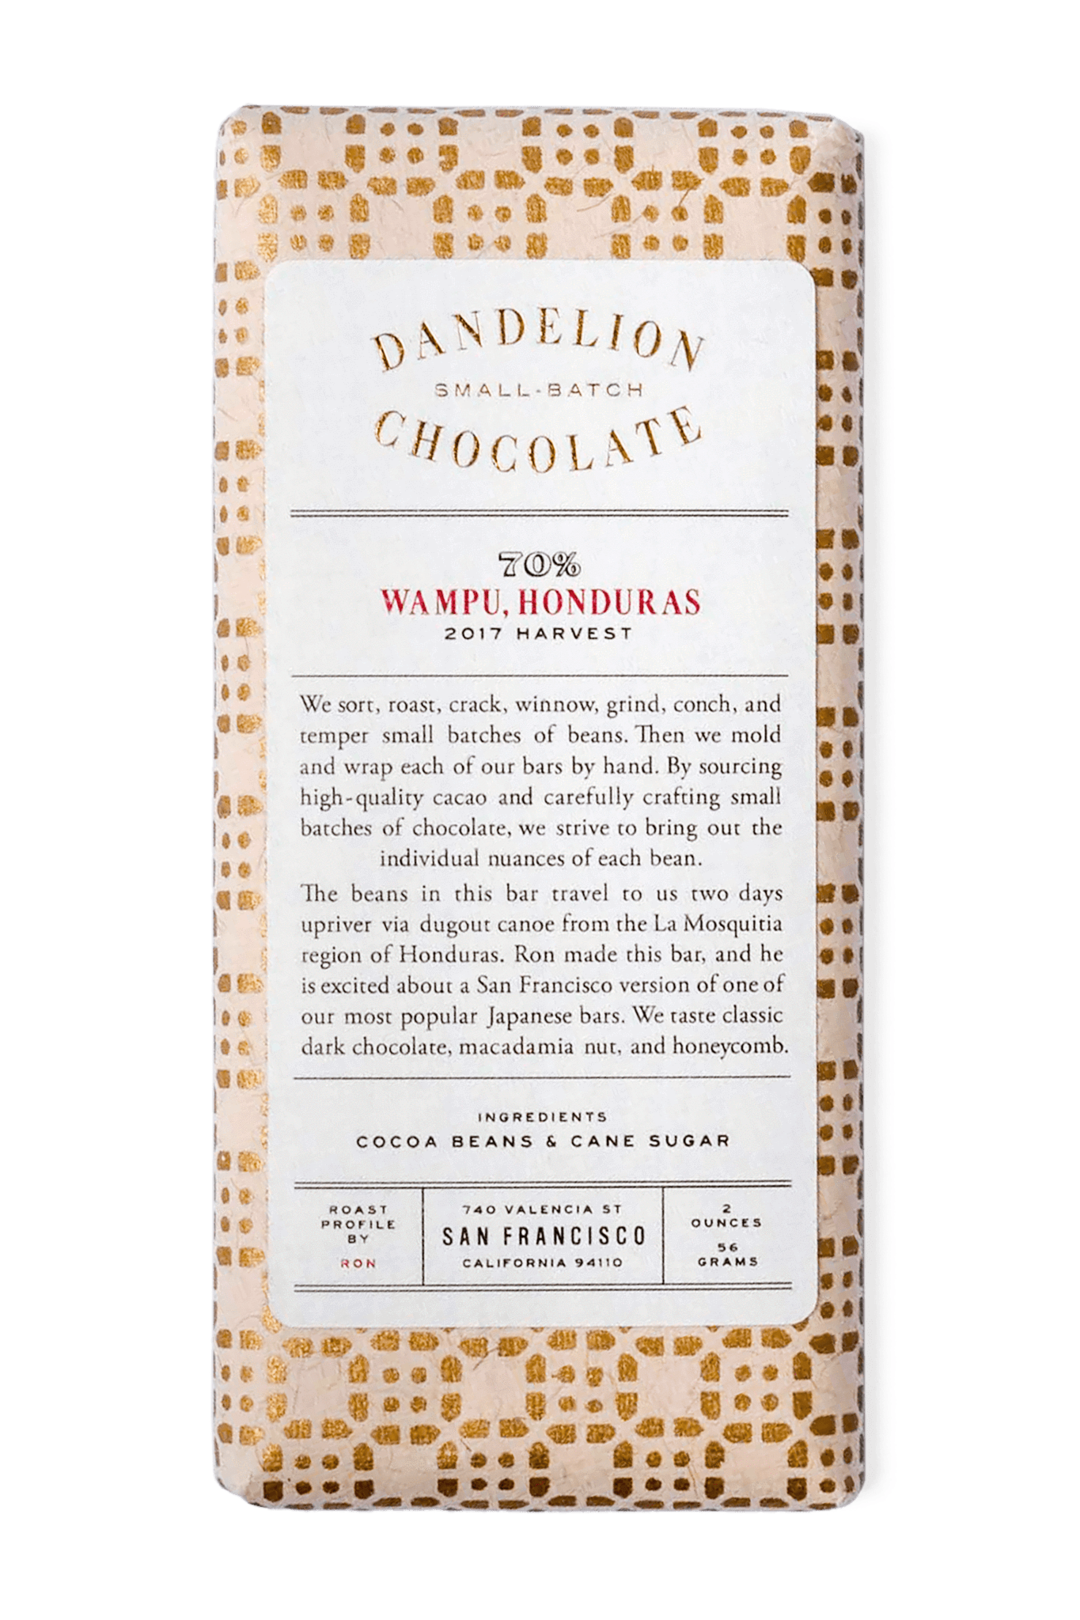 DANDELION
SMALL-BATCH
CHOCOLATE
70%
WAMPU, HONDURAS
2017 HARVEST
We sort, roast, crack, winnow, grind, conch, and
temper small batches of beans. Then we mold
and wrap each of our bars by hand. By sourcing
high-quality cacao and carefully crafting small
batches of chocolate, we strive to bring out the
individual nuances of each bean.
The beans in this bar travel to us two days
upriver via dugout canoe from the La Mosquitia
region of Honduras. Ron made this bar, and he
is excited about a San Francisco version of one of
our most popular Japanese bars. We taste classic
dark chocolate, macadamia nut, and honeycomb.
INGREDIENTS
COCOA BEANS & CANE SUGAR
ROAST
PROFILE
BY
RON
740 VALENCIA ST
SAN FRANCISCO
CALIFORNIA 94110
2
OUNCES
56
GRAMS